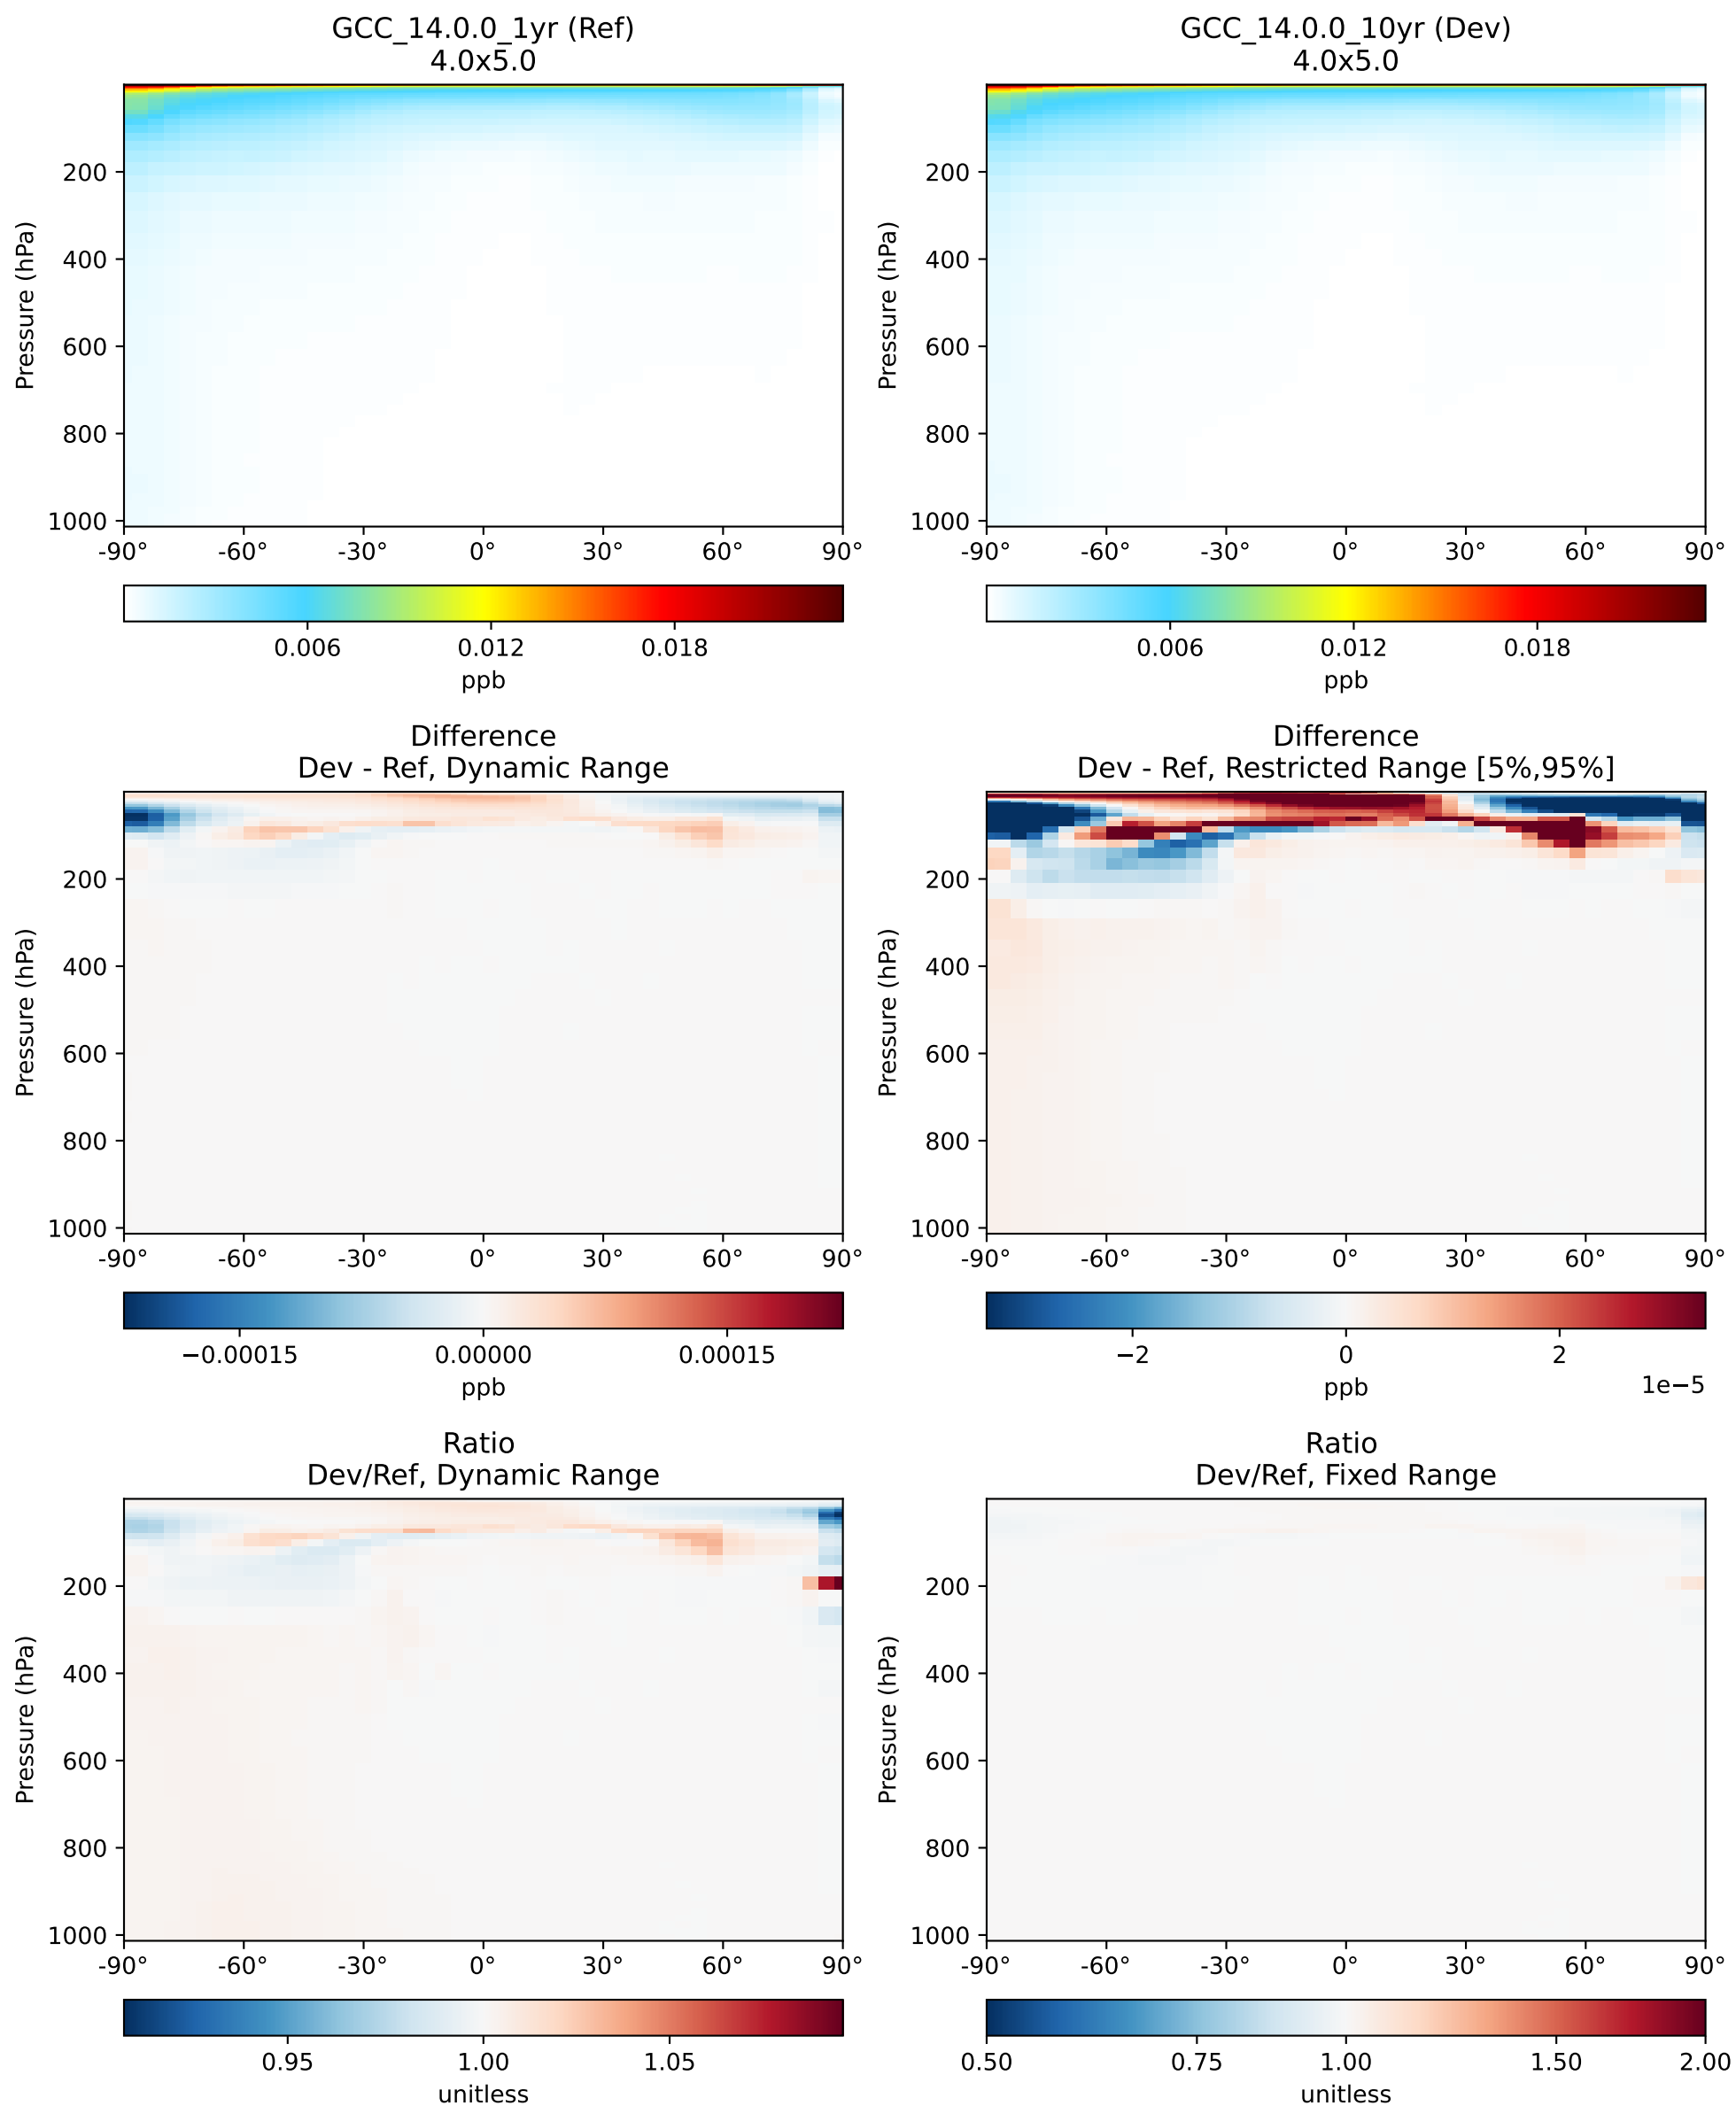 GCC_14.0.0_1yr (Ref)
4.0x5.0
Pressure (hPa)
200
400
600
800
1000
-90° -60° -30° 0° 30° 60° 90°
0.006 0.012 0.018
ppb
GCC_14.0.0_10yr (Dev)
4.0x5.0
Pressure (hPa)
200
400
600
800
1000
-90° -60° -30° 0° 30° 60° 90°
0.006 0.012 0.018
ppb
Difference
Dev - Ref, Dynamic Range
Pressure (hPa)
200
400
600
800
1000
-90° -60° -30° 0° 30° 60° 90°
−0.00015 0.00000 0.00015
ppb
Difference
Dev - Ref, Restricted Range [5%,95%]
Pressure (hPa)
200
400
600
800
1000
-90° -60° -30° 0° 30° 60° 90°
−2 0 2
ppb
1e−5
Ratio
Dev/Ref, Dynamic Range
Pressure (hPa)
200
400
600
800
1000
-90° -60° -30° 0° 30° 60° 90°
0.95 1.00 1.05
unitless
Ratio
Dev/Ref, Fixed Range
Pressure (hPa)
200
400
600
800
1000
-90° -60° -30° 0° 30° 60° 90°
0.50 0.75 1.00 1.50 2.00
unitless